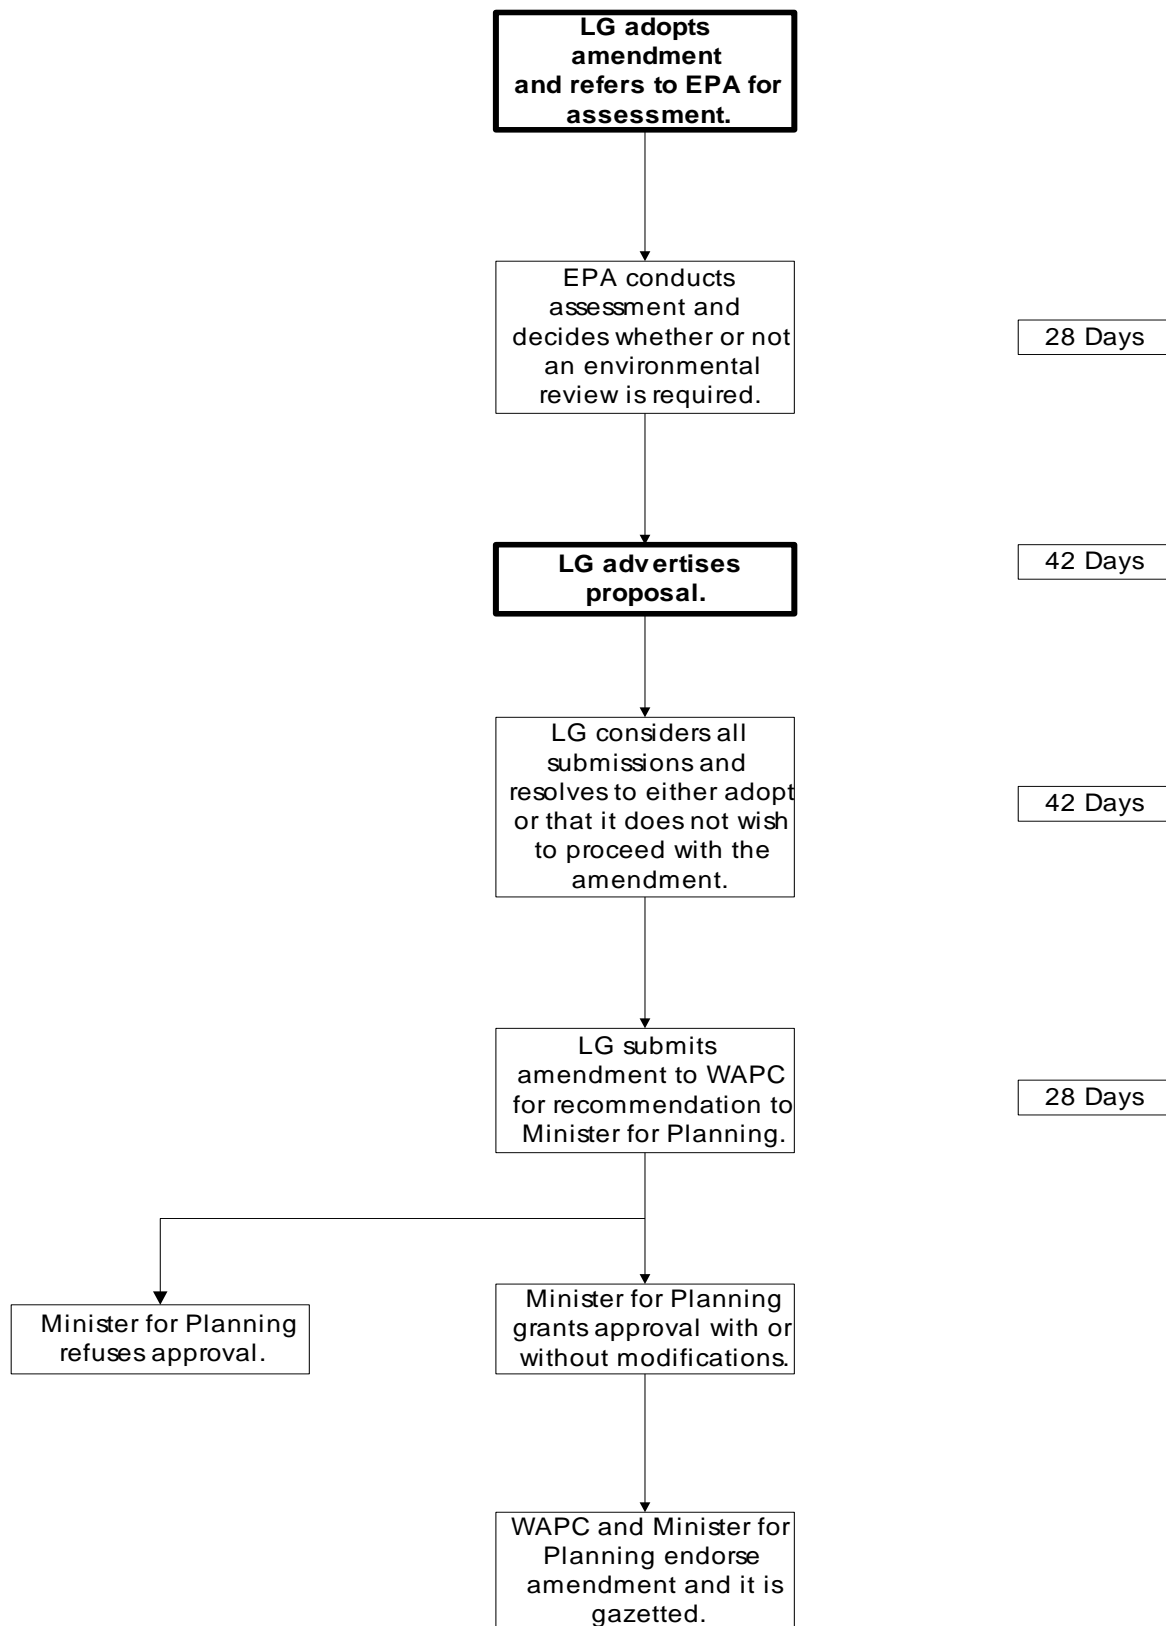 LG adopts
amendment
and refers to EPA for
assessment.
EPA conducts
assessment and
decides whether or not
an environmental
review is required.
28 Days
LG advertises
proposal.
42 Days
LG considers all
submissions and
resolves to either adopt
or that it does not wish
to proceed with the
amendment.
42 Days
LG submits
amendment to WAPC
for recommendation to
Minister for Planning.
28 Days
Minister for Planning
refuses approval.
Minister for Planning
grants approval with or
without modifications.
WAPC and Minister for
Planning endorse
amendment and it is
gazetted.